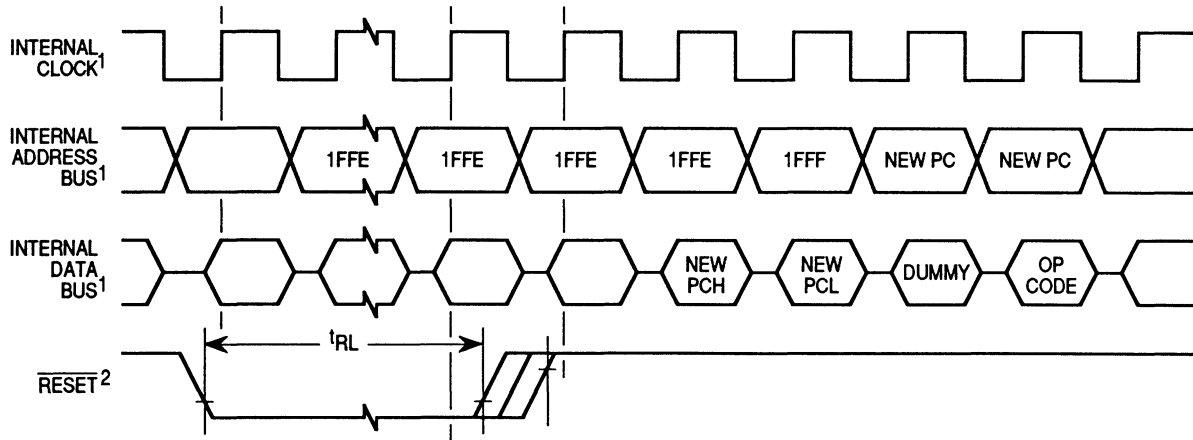 INTERNAL
CLOCK1
INTERNAL
ADDRESS
BUS1
1FFE 1FFE 1FFE 1FFE 1FFF NEW PC NEW PC
INTERNAL
DATA
BUS1
NEW
PCH
NEW
PCL
DUMMY
OP
CODE
tRL
RESET2